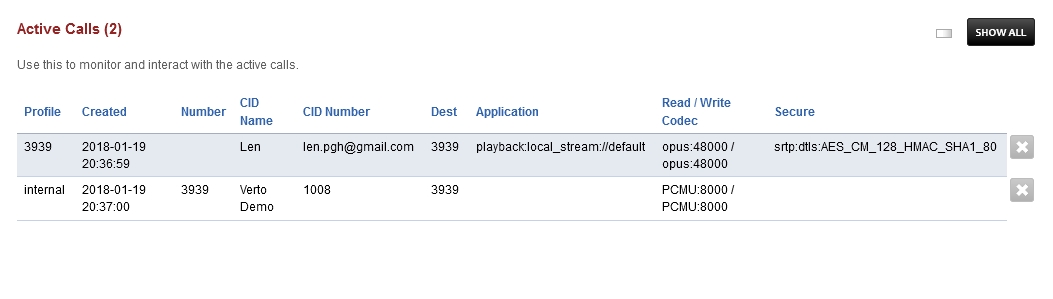 Active Calls (2)
SHOW ALL
Use this to monitor and interact with the active calls.
Profile Created Number CID Name CID Number Dest Application Read / Write Codec Secure
3939 2018-01-19 20:36:59 Len len.pgh@gmail.com 3939 playback:local_stream://default opus:48000 / opus:48000 srtp:dtls:AES_CM_128_HMAC_SHA1_80
internal 2018-01-19 20:37:00 3939 Verto Demo 1008 3939 PCMU:8000 / PCMU:8000